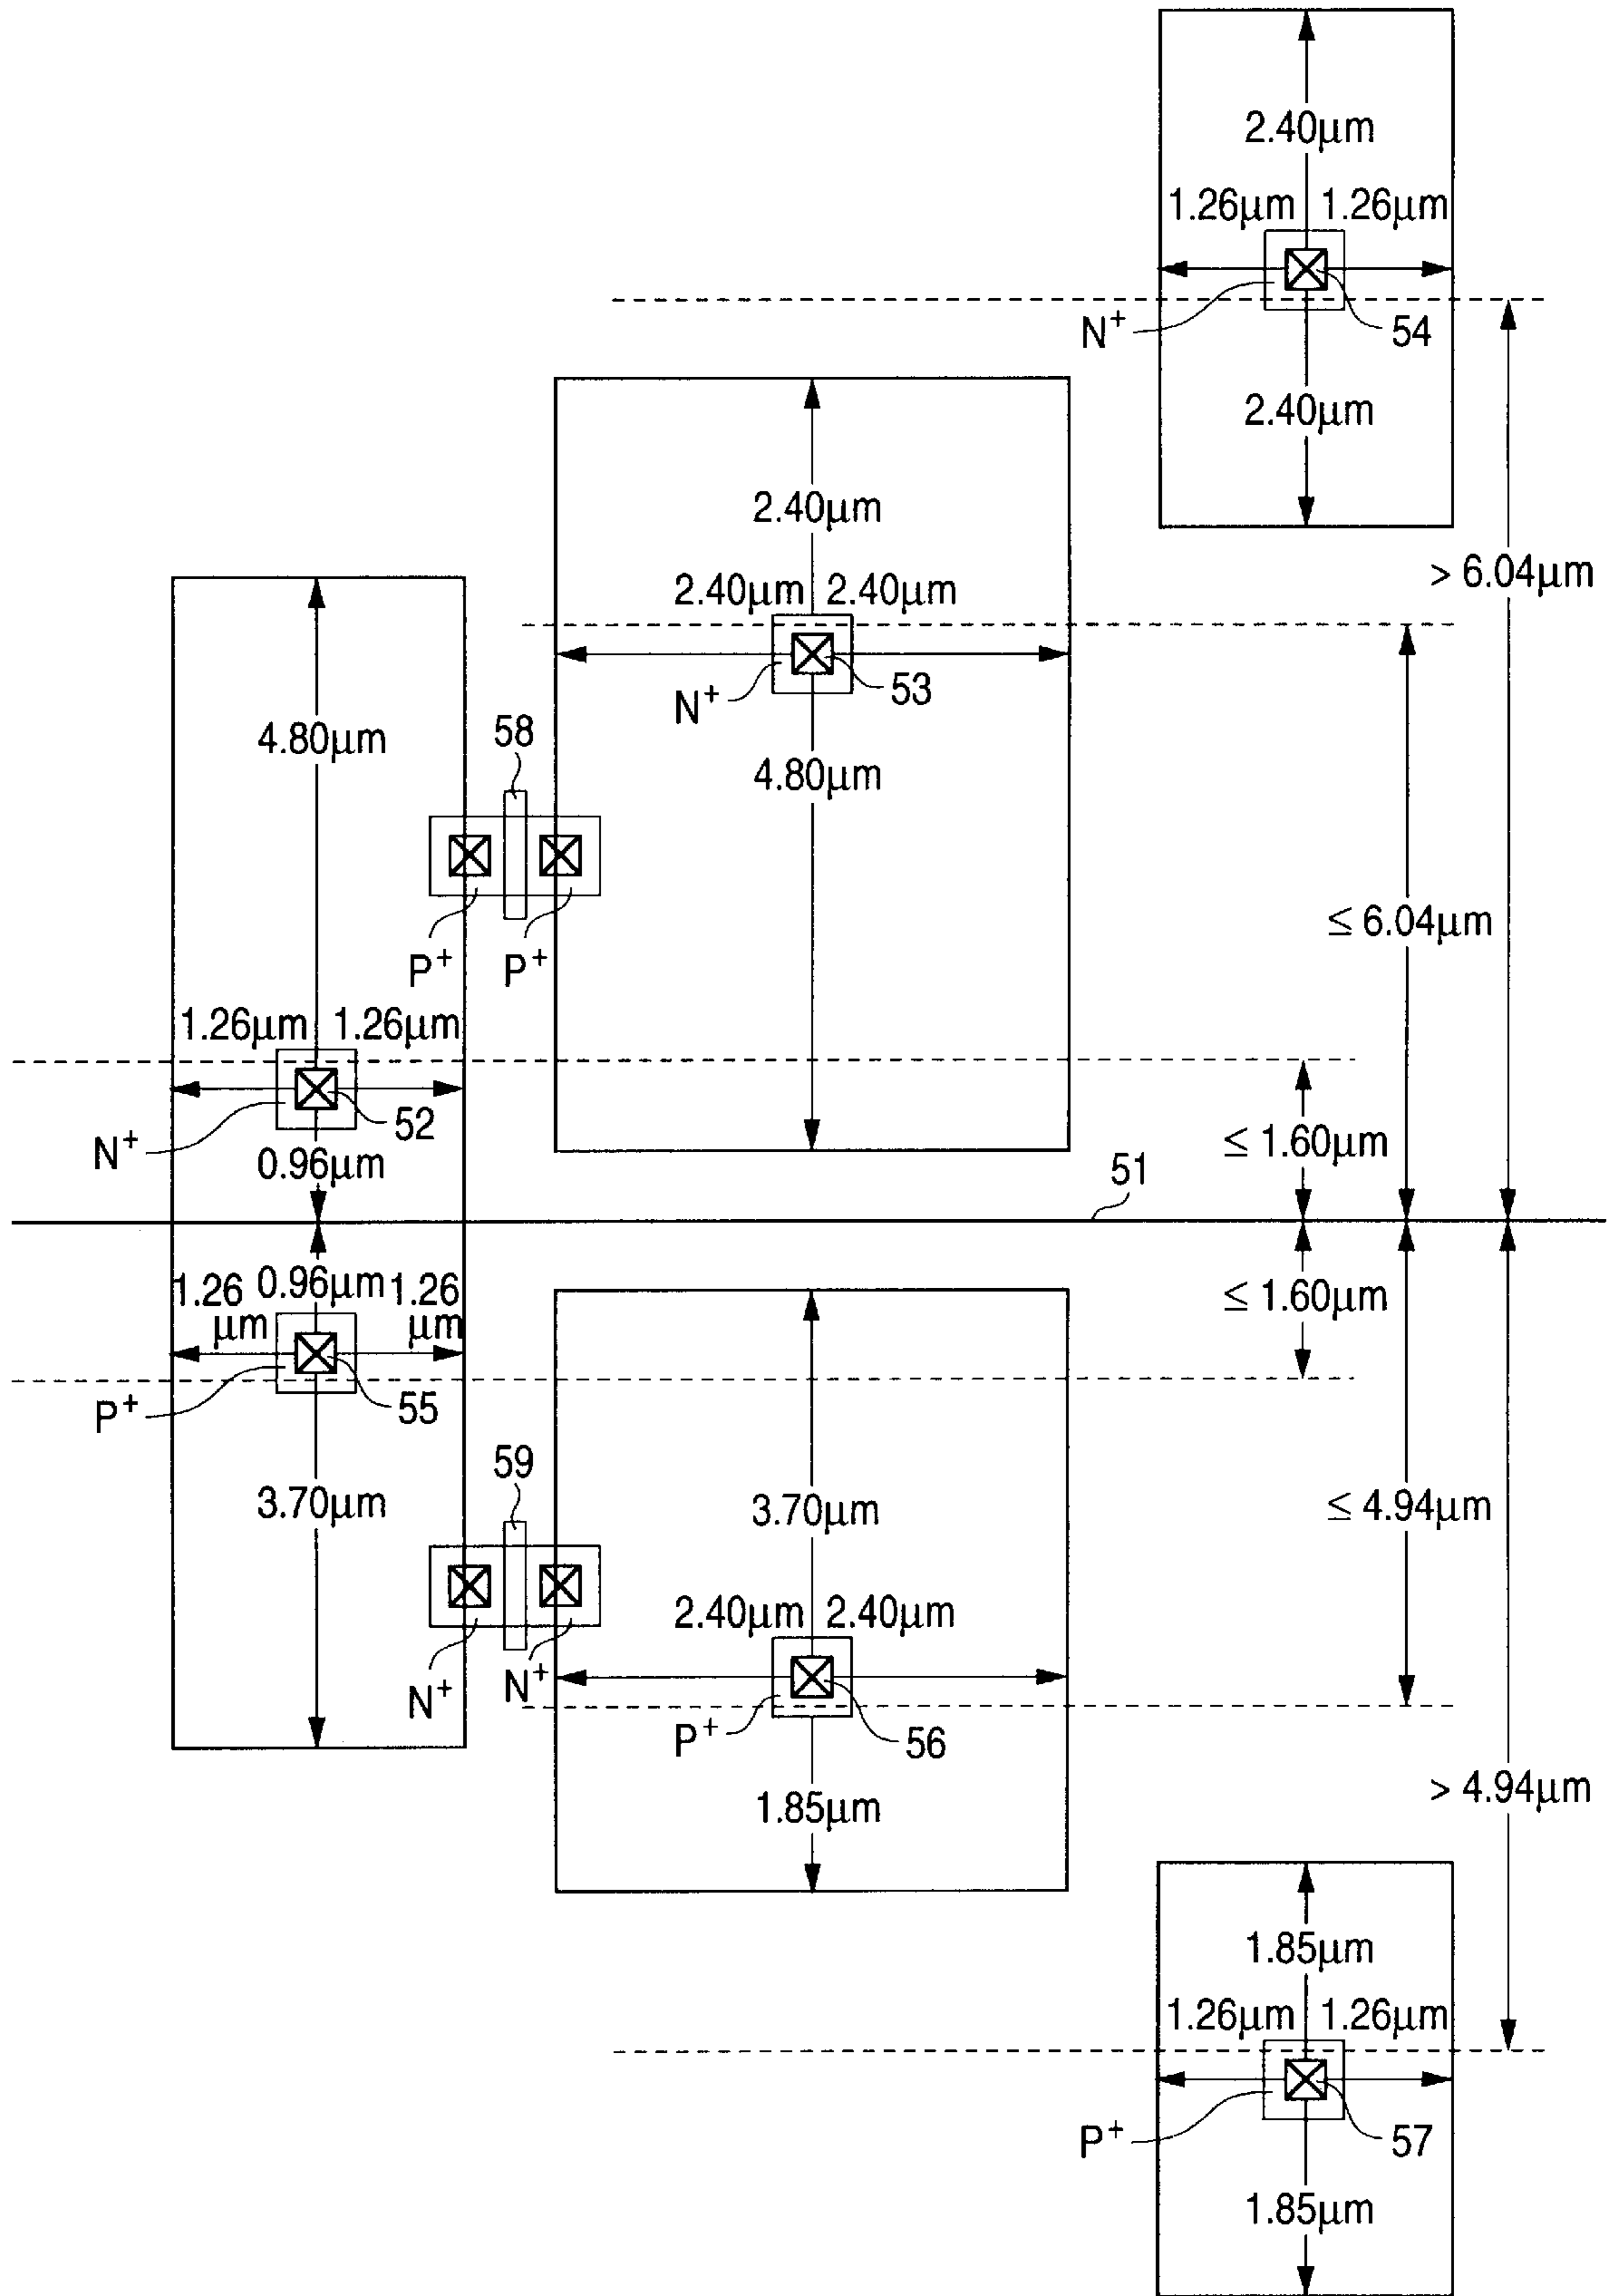 2.40µm
1.26µm 1.26µm
N+
54
2.40µm
> 6.04µm
2.40µm
2.40µm 2.40µm
N+
53
4.80µm
58
4.80µm
≤ 6.04µm
P+ P+
1.26µm 1.26µm
52
N+
0.96µm
≤ 1.60µm
51
0.96µm
1.26
µm
1.26
µm
≤ 1.60µm
P+
55
59
3.70µm
3.70µm
≤ 4.94µm
2.40µm 2.40µm
N+ N+
P+
56
1.85µm
> 4.94µm
1.85µm
1.26µm 1.26µm
P+
57
1.85µm